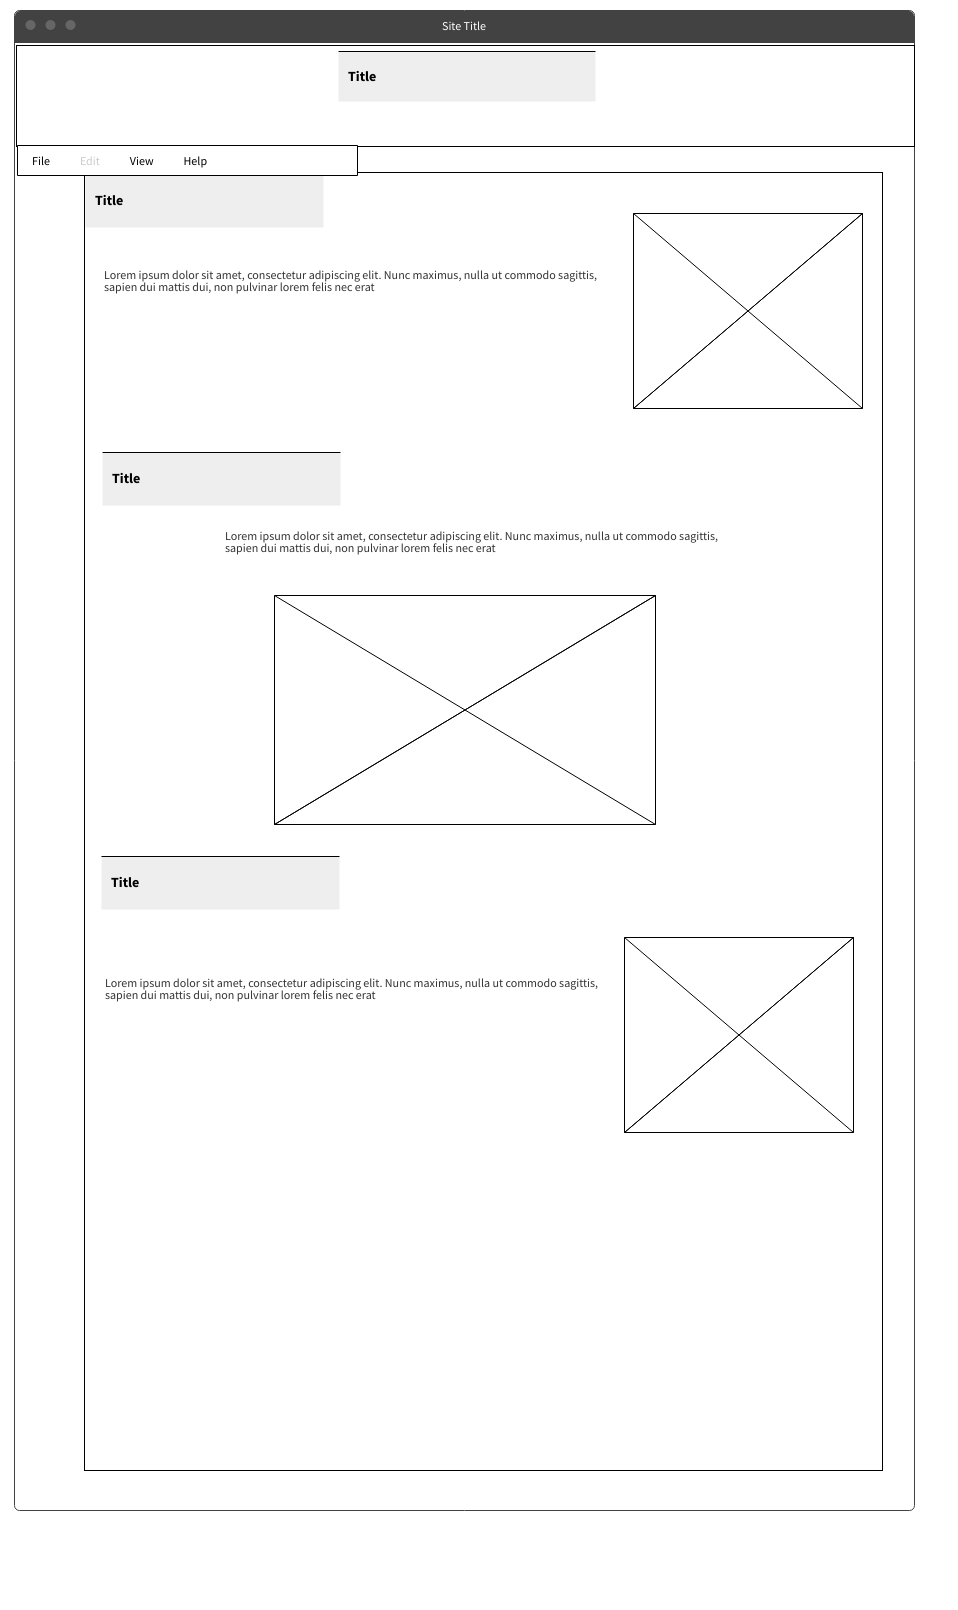 Site Title
Title
File Edit View Help
Title
Lorem ipsum dolor sit amet, consectetur adipiscing elit. Nunc maximus, nulla ut commodo sagittis,
sapien dui mattis dui, non pulvinar lorem felis nec erat
Title
Lorem ipsum dolor sit amet, consectetur adipiscing elit. Nunc maximus, nulla ut commodo sagittis,
sapien dui mattis dui, non pulvinar lorem felis nec erat
Title
Lorem ipsum dolor sit amet, consectetur adipiscing elit. Nunc maximus, nulla ut commodo sagittis,
sapien dui mattis dui, non pulvinar lorem felis nec erat